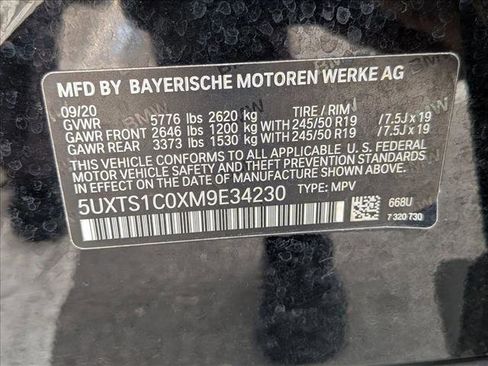 MFD BY BAYERISCHE MOTOREN WERKE AG
09/20
GVWR 5776 lbs 2620 kg TIRE / RIM
GAWR FRONT 2646 lbs 1200 kg WITH 245/50 R19 /7.5J x 19
GAWR REAR 3373 lbs 1530 kg WITH 245/50 R19 /7.5J x 19
THIS VEHICLE CONFORMS TO ALL APPLICABLE U. S. FEDERAL
MOTOR VEHICLE SAFETY, BUMPER, AND THEFT PREVENTION
STANDARDS IN EFFECT ON THE DATE OF MANUFACTURE
SHOWN ABOVE.
5UXTS1C0XM9E34230 TYPE: MPV
668U
7 320 730